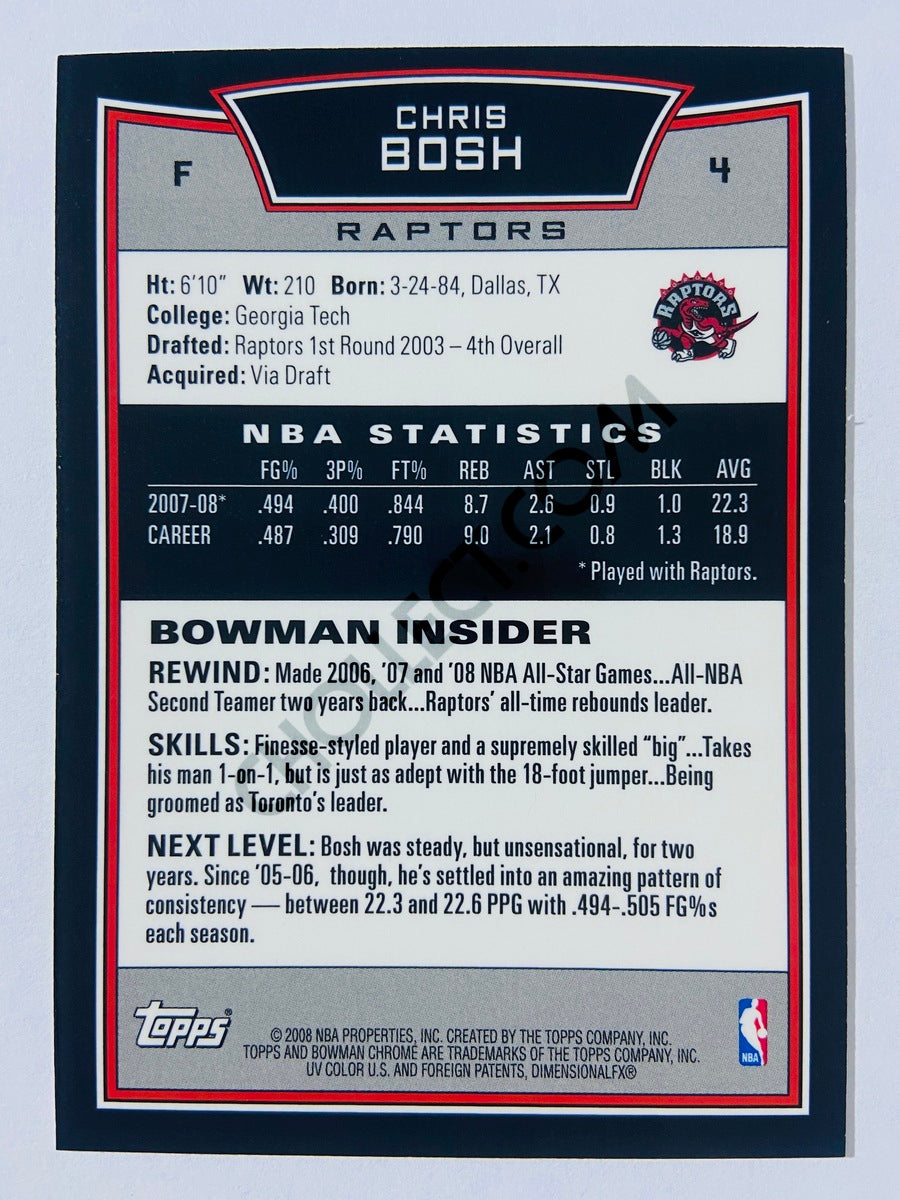 CHRIS
BOSH
F
4
RAPTORS
Ht: 6'10" Wt: 210 Born: 3-24-84, Dallas, TX
College: Georgia Tech
Drafted: Raptors 1st Round 2003 – 4th Overall
Acquired: Via Draft
RAPTORS
NBA STATISTICS
FG% 3P% FT% REB AST STL BLK AVG
2007-08* .494 .400 .844 8.7 2.6 0.9 1.0 22.3
CAREER .487 .309 .790 9.0 2.1 0.8 1.3 18.9
* Played with Raptors.
BOWMAN INSIDER
REWIND: Made 2006, '07 and '08 NBA All-Star Games...All-NBA
Second Teamer two years back...Raptors' all-time rebounds leader.
SKILLS: Finesse-styled player and a supremely skilled "big"...Takes
his man 1-on-1, but is just as adept with the 18-foot jumper...Being
groomed as Toronto's leader.
NEXT LEVEL: Bosh was steady, but unsensational, for two
years. Since '05-06, though, he's settled into an amazing pattern of
consistency — between 22.3 and 22.6 PPG with .494-.505 FG%s
each season.
Topps®
© 2008 NBA PROPERTIES, INC. CREATED BY THE TOPPS COMPANY, INC.
TOPPS AND BOWMAN CHROME ARE TRADEMARKS OF THE TOPPS COMPANY, INC.
UV COLOR U.S. AND FOREIGN PATENTS, DIMENSIONALFX®
NBA
CHOLLECT.COM